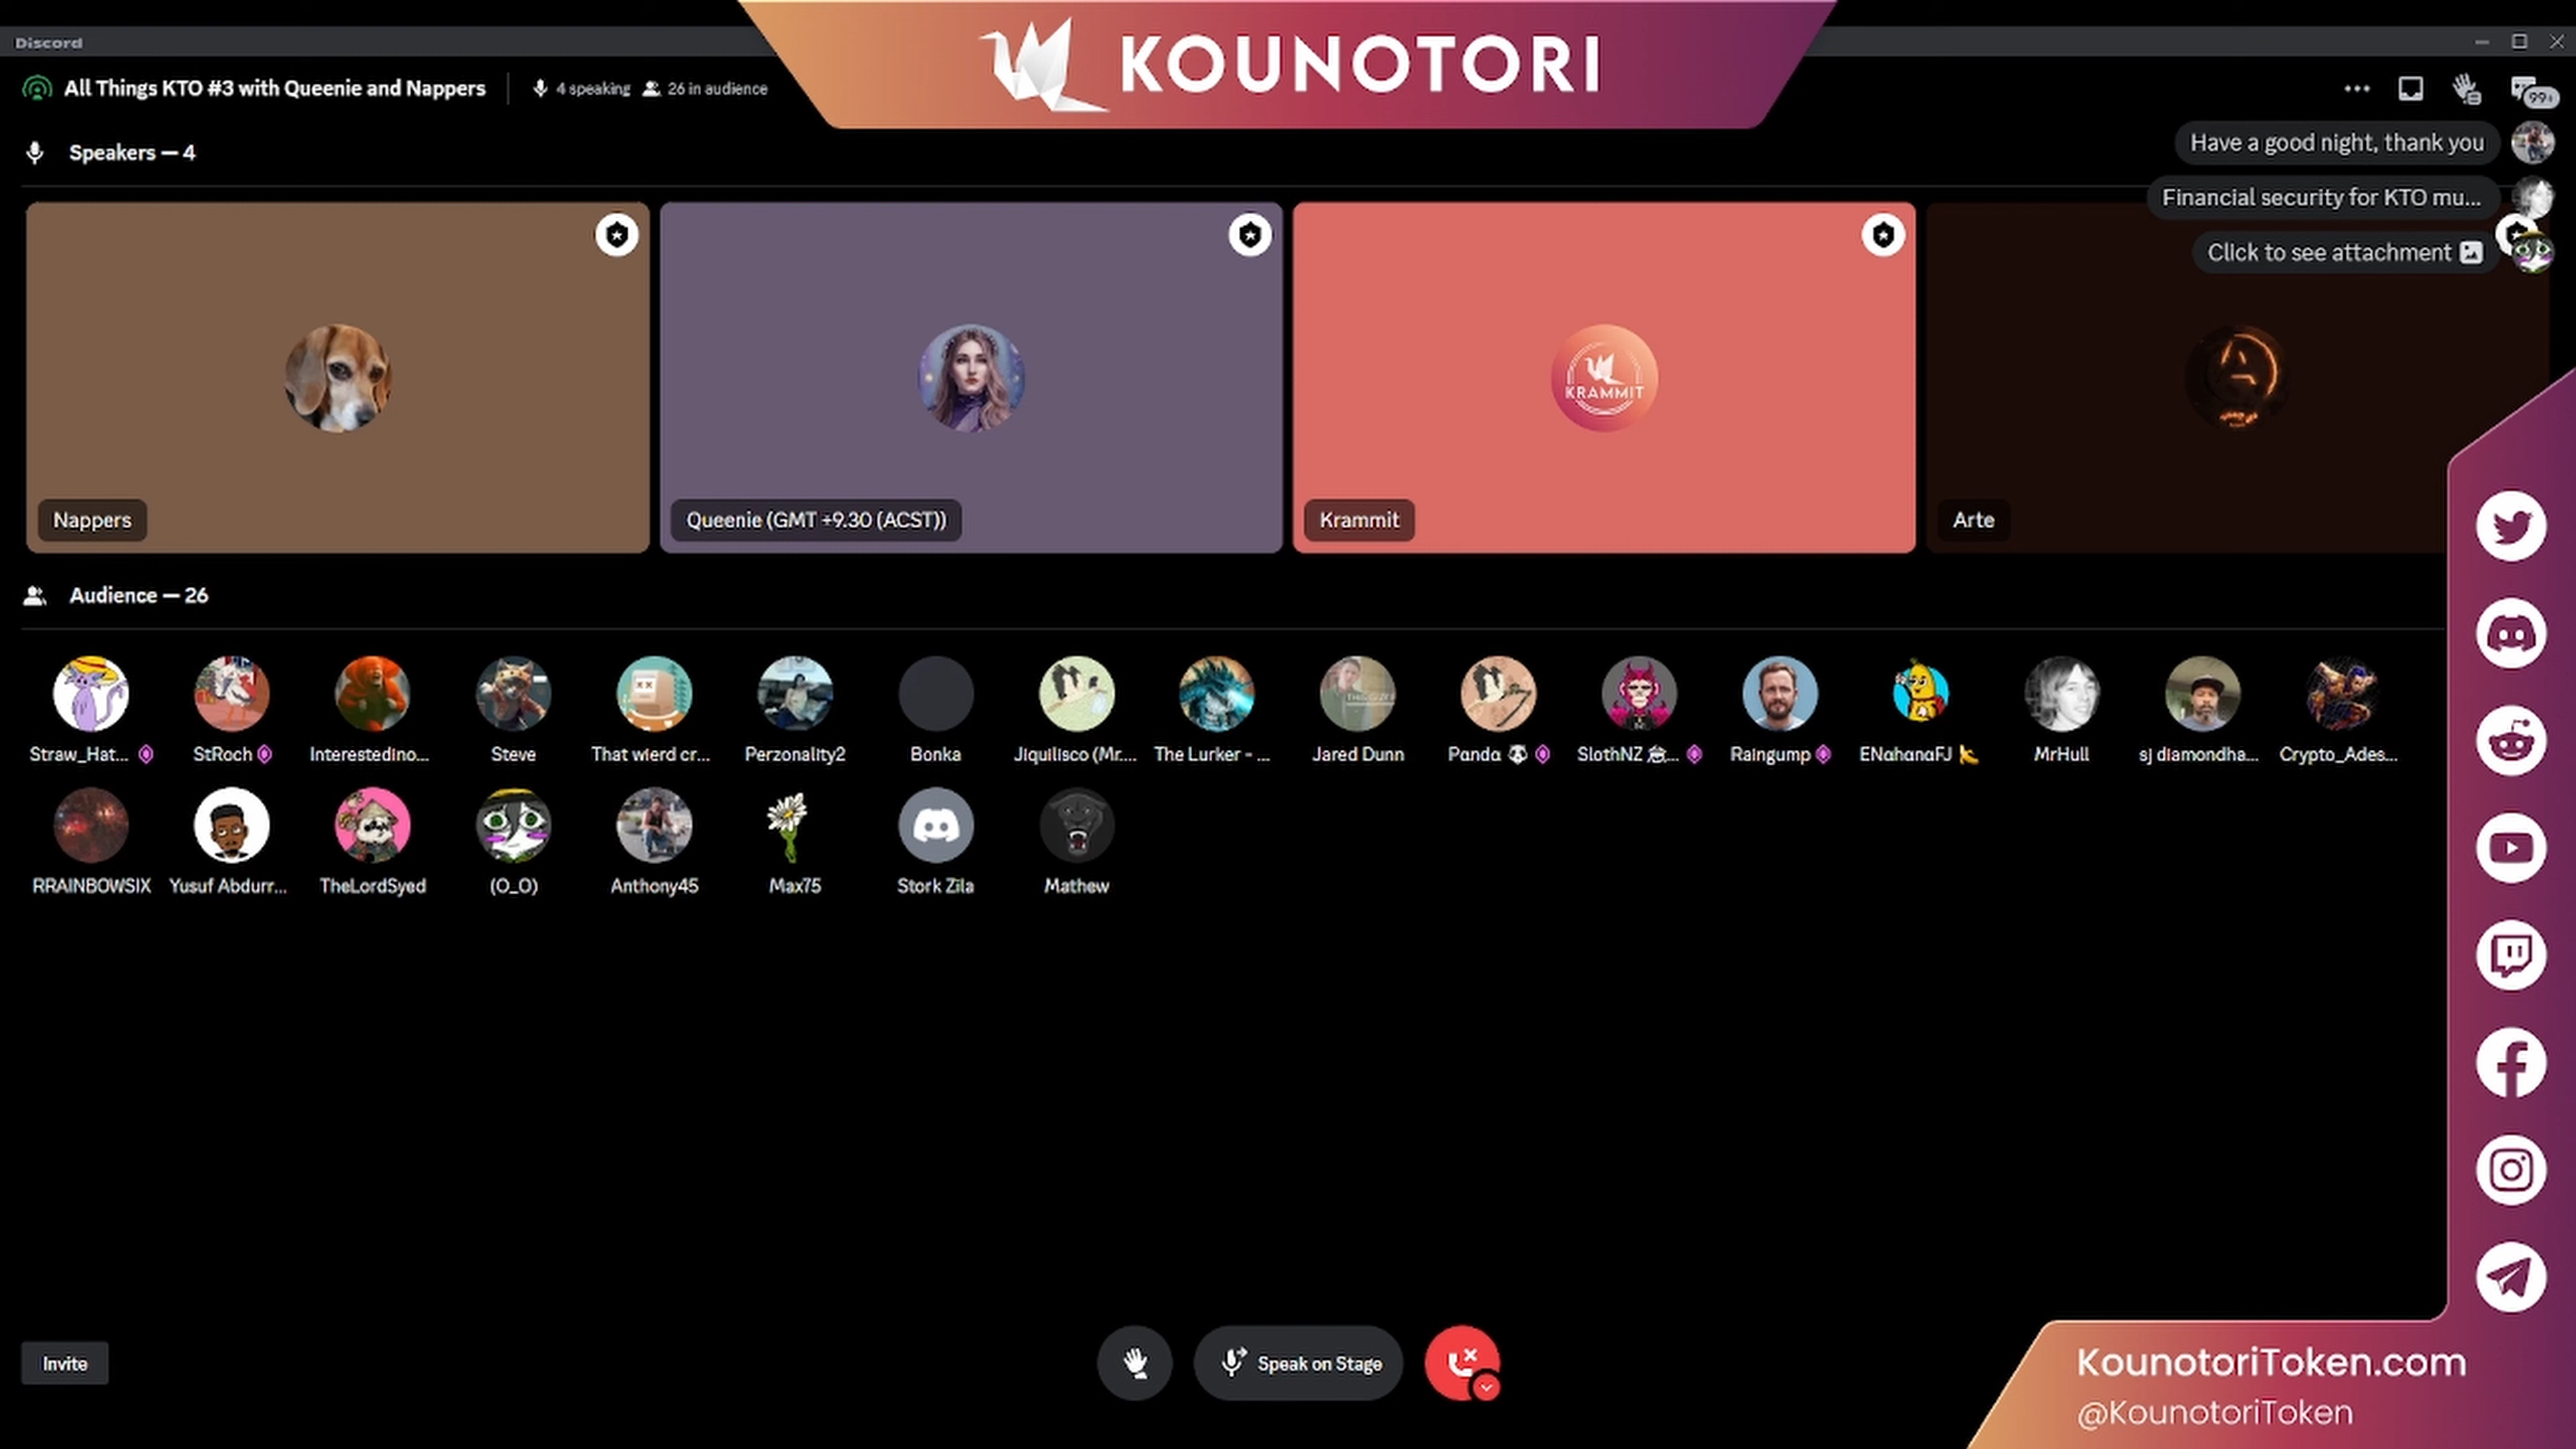 Discord
KOUNOTORI
All Things KTO #3 with Queenie and Nappers
4 speaking
26 in audience
99+
Have a good night, thank you
Speakers — 4
Financial security for KTO mu...
Click to see attachment
KRAMMIT
Nappers
Queenie (GMT +9.30 (ACST))
Krammit
Arte
Audience — 26
Straw_Hat...
StRoch
Interestedino...
Steve
That wierd cr...
Perzonality2
Bonka
Jiquilisco (Mr....
The Lurker - ...
Jared Dunn
Panda 🐼
SlothNZ
Raingump
ENahanaFJ 🍌
MrHull
sj diamondha...
Crypto_Ades...
RRAINBOWSIX
Yusuf Abdurr...
TheLordSyed
(O_O)
Anthony45
Max75
Stork Zila
Mathew
Invite
Speak on Stage
KounotoriToken.com
@KounotoriToken